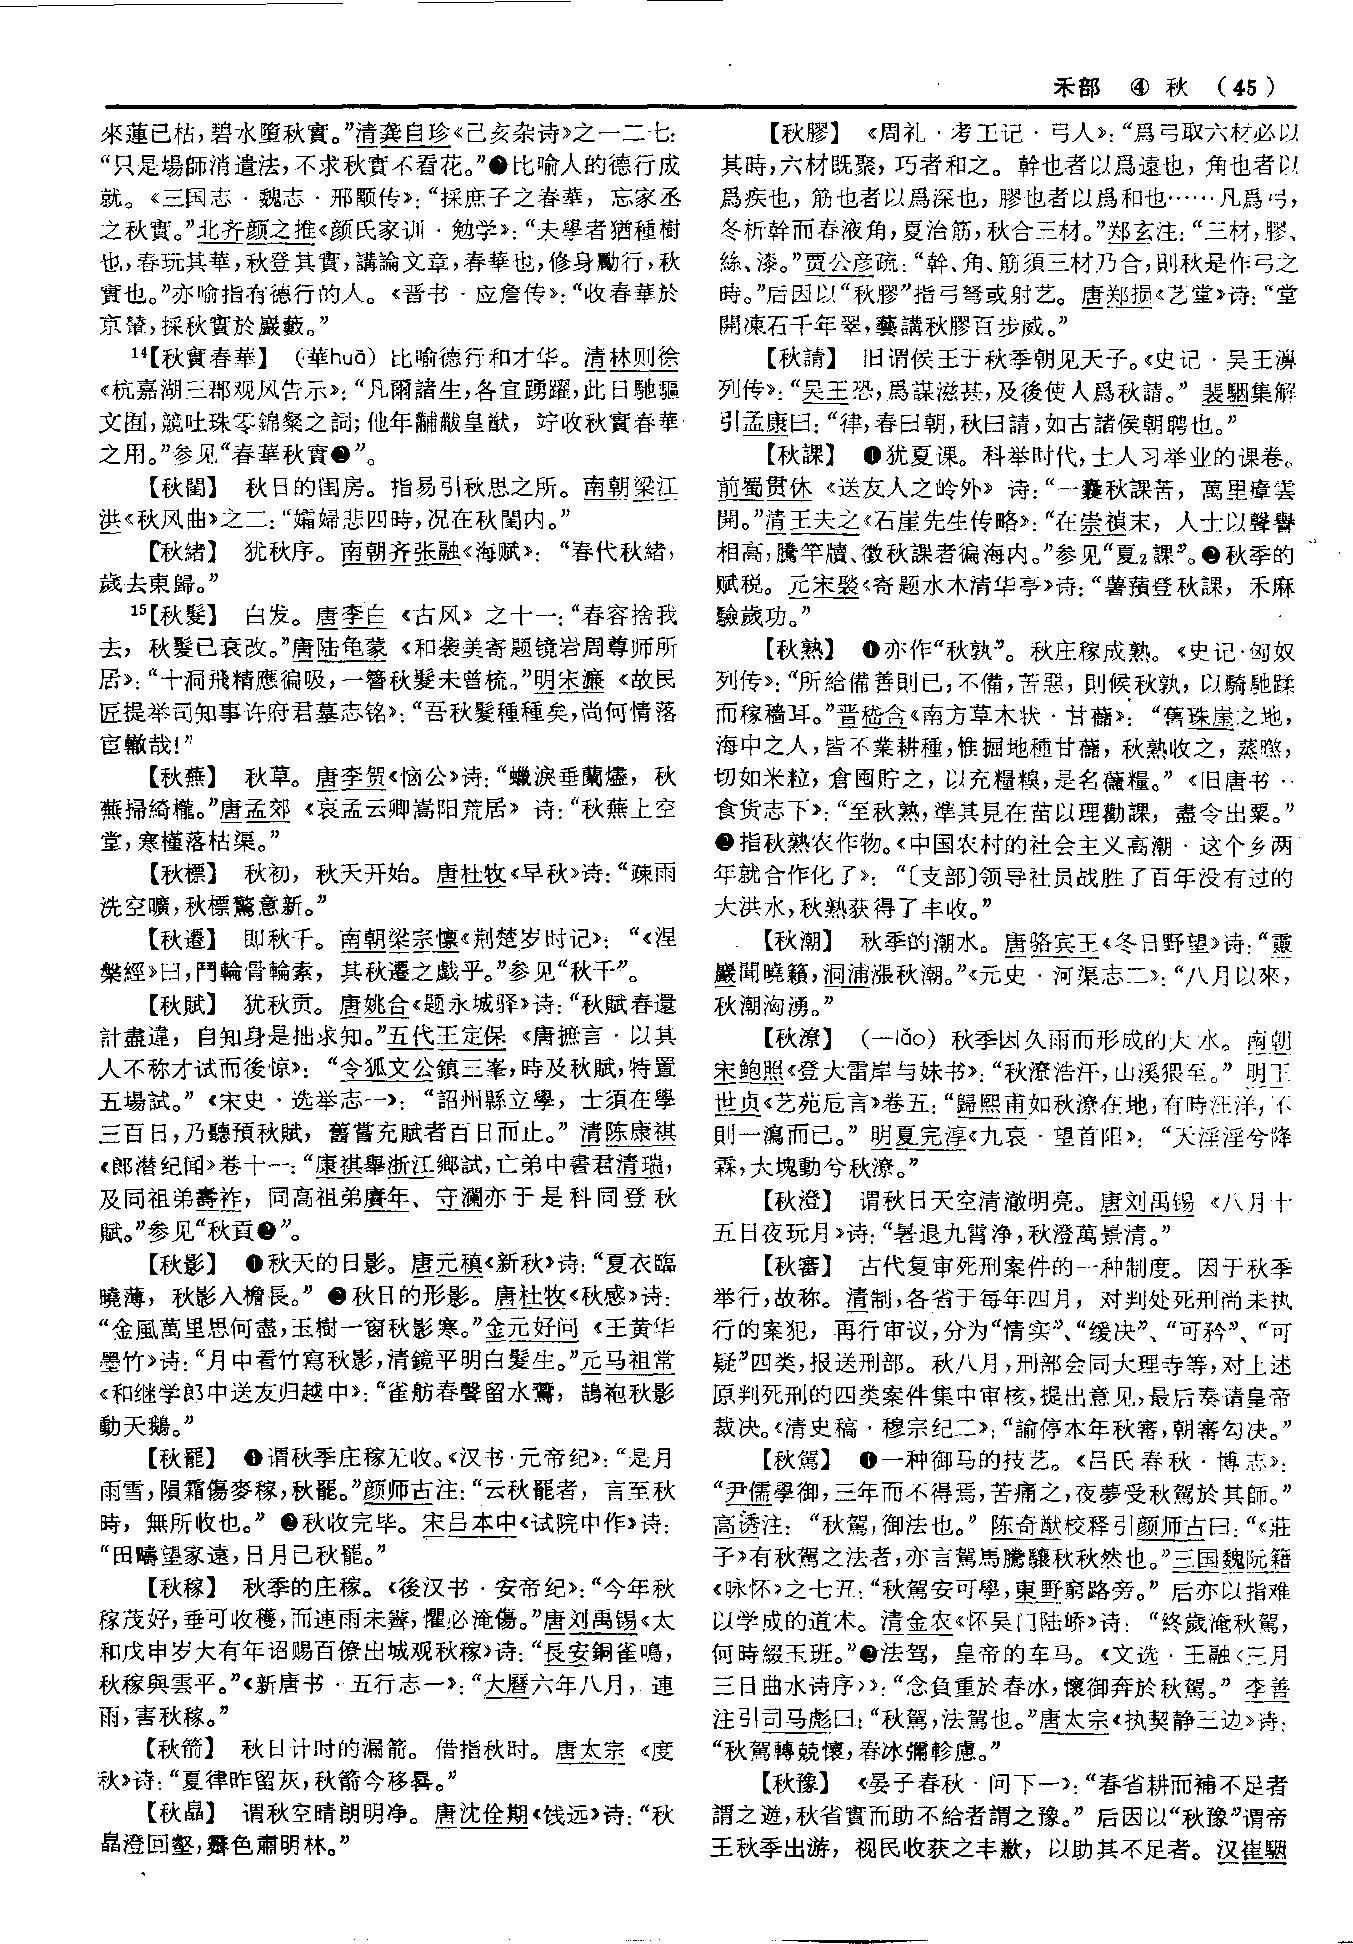 禾部 ④ 秋 (45)
來蓮已枯，碧水墮秋實。”清龚自珍《己亥杂诗》之一二七：
“只是場師消遣法，不求秋實不看花。”❷比喻人的德行成
就。《三国志·魏志·邢颙传》：“採庶子之春華，忘家丞
之秋實。”北齐颜之推《颜氏家训·勉学》：“夫學者猶種樹
也，春玩其華，秋登其實，講論文章，春華也，修身勵行，秋
實也。”亦喻指有德行的人。《晋书·应詹传》：“收春華於
京輦，採秋實於巖藪。”
14【秋實春華】 （華huā）比喻德行和才华。清林则徐
《杭嘉湖三郡观风告示》：“凡爾諸生，各宜踴躍，此日馳驅
文囿，競吐珠零錦粲之詞；他年黼黻皇猷，竚收秋實春華
之用。”参见“春華秋實❷”。
【秋閨】 秋日的闺房。指易引秋思之所。南朝梁江
洪《秋风曲》之二：“孀婦悲四時，况在秋閨内。”
【秋緒】 犹秋序。南朝齐张融《海赋》：“春代秋緒，
歲去東歸。”
15【秋髮】 白发。唐李白《古风》之十一：“春容捨我
去，秋髮已衰改。”唐陆龟蒙《和袭美寄题镜岩周尊师所
居》：“十洞飛精應徧吸，一簪秋髮未曾梳。”明宋濂《故民
匠提举司知事许府君墓志铭》：“吾秋髮種種矣，尚何情落
宦轍哉！”
【秋蕪】 秋草。唐李贺《恼公》诗：“蠟淚垂蘭燼，秋
蕪掃綺櫳。”唐孟郊《哀孟云卿嵩阳荒居》诗：“秋蕪上空
堂，寒槿落枯渠。”
【秋標】 秋初，秋天开始。唐杜牧《早秋》诗：“疎雨
洗空曠，秋標驚意新。”
【秋遷】 即秋千。南朝梁宗懔《荆楚岁时记》：“《涅
槃經》曰，鬥輪骨輪索，其秋遷之戲乎。”参见“秋千”。
【秋賦】 犹秋贡。唐姚合《题永城驿》诗：“秋賦春還
計盡違，自知身是拙求知。”五代王定保《唐摭言·以其
人不称才试而後惊》：“令狐文公鎮三峯，時及秋賦，特置
五場試。”《宋史·选举志一》：“詔州縣立學，士須在學
三百日，乃聽預秋賦，舊嘗充賦者百日而止。”清陈康祺
《郎潜纪闻》卷十一：“康祺舉浙江鄉試，亡弟中書君清瑞，
及同祖弟壽祚，同高祖弟賡年、守瀾亦于是科同登秋
賦。”参见“秋貢❷”。
【秋影】 ❶秋天的日影。唐元稹《新秋》诗：“夏衣臨
曉薄，秋影入檐長。”❷秋日的形影。唐杜牧《秋感》诗：
“金風萬里思何盡，玉樹一窗秋影寒。”金元好问《王黄华
墨竹》诗：“月中看竹寫秋影，清鏡平明白髮生。”元马祖常
《和继学郎中送友归越中》：“雀舫春聲留水鶯，鵠袍秋影
動天鵝。”
【秋罷】 ❶谓秋季庄稼无收。《汉书·元帝纪》：“是月
雨雪，隕霜傷麥稼，秋罷。”颜师古注：“云秋罷者，言至秋
時，無所收也。”❷秋收完毕。宋吕本中《试院中作》诗：
“田疇望家遠，日月已秋罷。”
【秋稼】 秋季的庄稼。《後汉书·安帝纪》：“今年秋
稼茂好，垂可收穫，而連雨未霽，懼必淹傷。”唐刘禹锡《太
和戊申岁大有年诏赐百僚出城观秋稼》诗：“長安銅雀鳴，
秋稼與雲平。”《新唐书·五行志一》：“大曆六年八月，連
雨，害秋稼。”
【秋箭】 秋日计时的漏箭。借指秋时。唐太宗《度
秋》诗：“夏律昨留灰，秋箭今移晷。”
【秋皛】 谓秋空晴朗明净。唐沈佺期《饯远》诗：“秋
皛澄回壑，霽色肅明林。”
【秋膠】 《周礼·考工记·弓人》：“爲弓取六材必以
其時，六材既聚，巧者和之。幹也者以爲遠也，角也者以
爲疾也，筋也者以爲深也，膠也者以爲和也……凡爲弓，
冬析幹而春液角，夏治筋，秋合三材。”郑玄注：“三材，膠、
絲、漆。”贾公彦疏：“幹、角、筋須三材乃合，則秋是作弓之
時。”后因以“秋膠”指弓弩或射艺。唐郑损《艺堂》诗：“堂
開凍石千年翠，藝講秋膠百步威。”
【秋請】 旧谓侯王于秋季朝见天子。《史记·吴王濞
列传》：“吴王恐，爲謀滋甚，及後使人爲秋請。”裴駰集解
引孟康曰：“律，春曰朝，秋曰請，如古諸侯朝聘也。”
【秋課】 ❶犹夏课。科举时代，士人习举业的课卷。
前蜀贯休《送友人之岭外》诗：“一囊秋課苦，萬里瘴雲
開。”清王夫之《石崖先生传略》：“在崇禎末，人士以聲譽
相高，騰竿牘、徵秋課者徧海内。”参见“夏2課”。❷秋季的
赋税。元宋褧《寄题水木清华亭》诗：“薯蕷登秋課，禾麻
驗歲功。”
【秋熟】 ❶亦作“秋孰”。秋庄稼成熟。《史记·匈奴
列传》：“所給備善則已，不備，苦惡，則候秋孰，以騎馳蹂
而稼穡耳。”晋嵇含《南方草木状·甘藷》：“舊珠崖之地，
海中之人，皆不業耕種，惟掘地種甘藷，秋熟收之，蒸曝，
切如米粒，倉囤貯之，以充糧糗，是名藷糧。”《旧唐书·
食货志下》：“至秋熟，準其見在苗以理勸課，盡令出粟。”
❷指秋熟农作物。《中国农村的社会主义高潮·这个乡两
年就合作化了》：“〔支部〕领导社员战胜了百年没有过的
大洪水，秋熟获得了丰收。”
【秋潮】 秋季的潮水。唐骆宾王《冬日野望》诗：“靈
巖聞曉籟，洞浦漲秋潮。”《元史·河渠志二》：“八月以來，
秋潮洶湧。”
【秋潦】 （—lǎo）秋季因久雨而形成的大水。南朝
宋鲍照《登大雷岸与妹书》：“秋潦浩汗，山溪猥至。”明王
世贞《艺苑卮言》卷五：“歸熙甫如秋潦在地，有時汪洋，不
則一瀉而已。”明夏完淳《九哀·望首阳》：“天淫淫兮降
霖，大塊動兮秋潦。”
【秋澄】 谓秋日天空清澈明亮。唐刘禹锡《八月十
五日夜玩月》诗：“暑退九霄净，秋澄萬景清。”
【秋審】 古代复审死刑案件的一种制度。因于秋季
举行，故称。清制，各省于每年四月，对判处死刑尚未执
行的案犯，再行审议，分为“情实”、“缓决”、“可矜”、“可
疑”四类，报送刑部。秋八月，刑部会同大理寺等，对上述
原判死刑的四类案件集中审核，提出意见，最后奏请皇帝
裁决。《清史稿·穆宗纪二》：“諭停本年秋審，朝審勾决。”
【秋駕】 ❶一种御马的技艺。《吕氏春秋·博志》：
“尹儒學御，三年而不得焉，苦痛之，夜夢受秋駕於其師。”
高诱注：“秋駕，御法也。”陈奇猷校释引颜师古曰：“《莊
子》有秋駕之法者，亦言駕馬騰驤秋秋然也。”三国魏阮籍
《咏怀》之七五：“秋駕安可學，東野窮路旁。”后亦以指难
以学成的道术。清金农《怀吴门陆峤》诗：“終歲淹秋駕，
何時綴玉班。”❷法驾，皇帝的车马。《文选·王融〈三月
三日曲水诗序〉》：“念負重於春冰，懷御奔於秋駕。”李善
注引司马彪曰：“秋駕，法駕也。”唐太宗《执契静三边》诗：
“秋駕轉兢懷，春冰彌軫慮。”
【秋豫】 《晏子春秋·问下一》：“春省耕而補不足者
謂之遊，秋省實而助不給者謂之豫。”后因以“秋豫”谓帝
王秋季出游，视民收获之丰歉，以助其不足者。汉崔駰